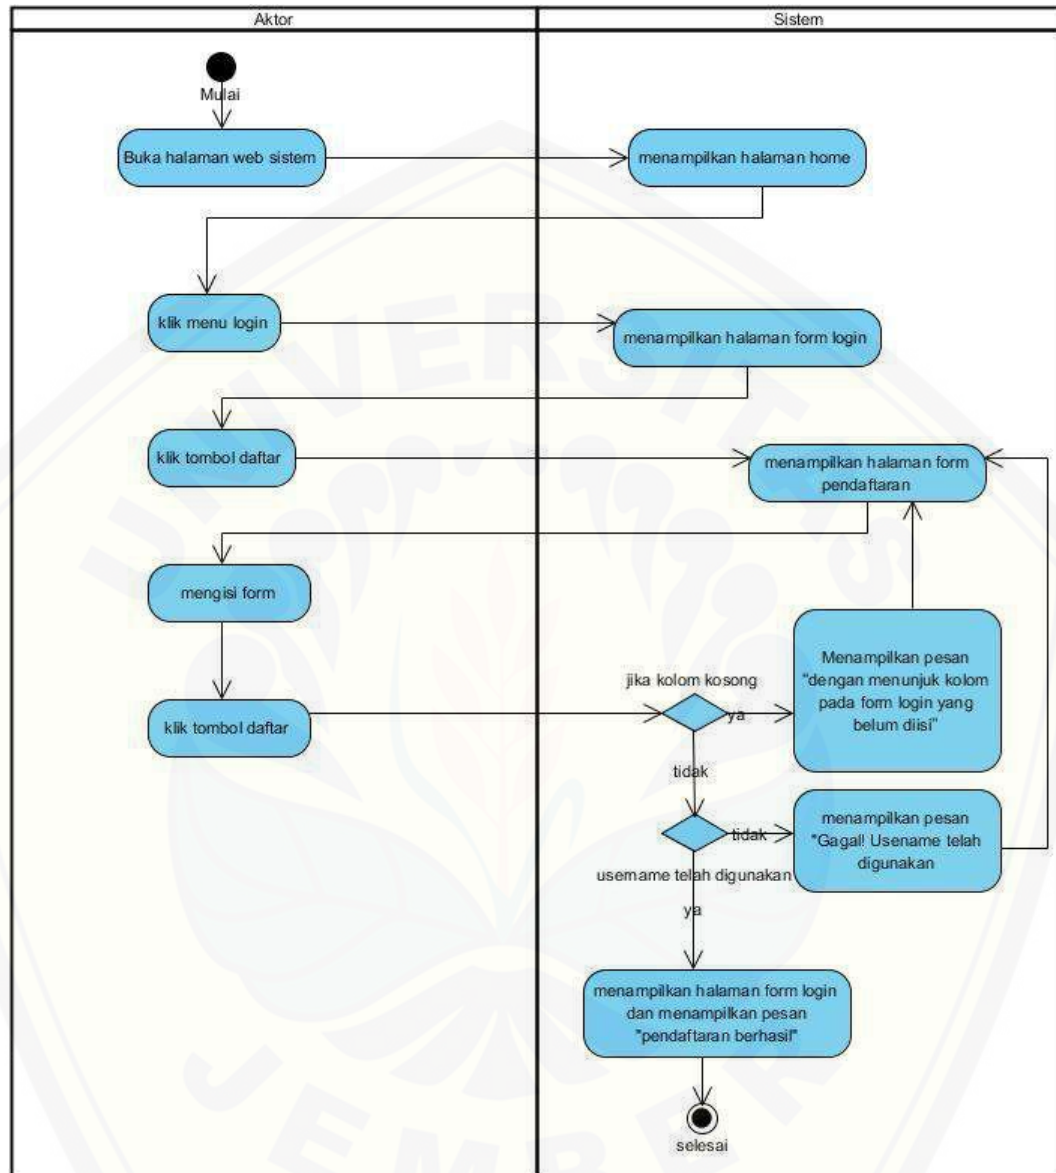 Aktor
Sistem
Mulai
Buka halaman web sistem
menampilkan halaman home
klik menu login
menampilkan halaman form login
klik tombol daftar
menampilkan halaman form
pendaftaran
mengisi form
klik tombol daftar
jika kolom kosong
ya
Menampilkan pesan
"dengan menunjuk kolom
pada form login yang
belum diisi"
tidak
tidak
menampilkan pesan
"Gagal! Usename telah
digunakan
username telah digunakan
ya
menampilkan halaman form login
dan menampilkan pesan
"pendaftaran berhasil"
selesai
UNIVERSITAS
JEMBER